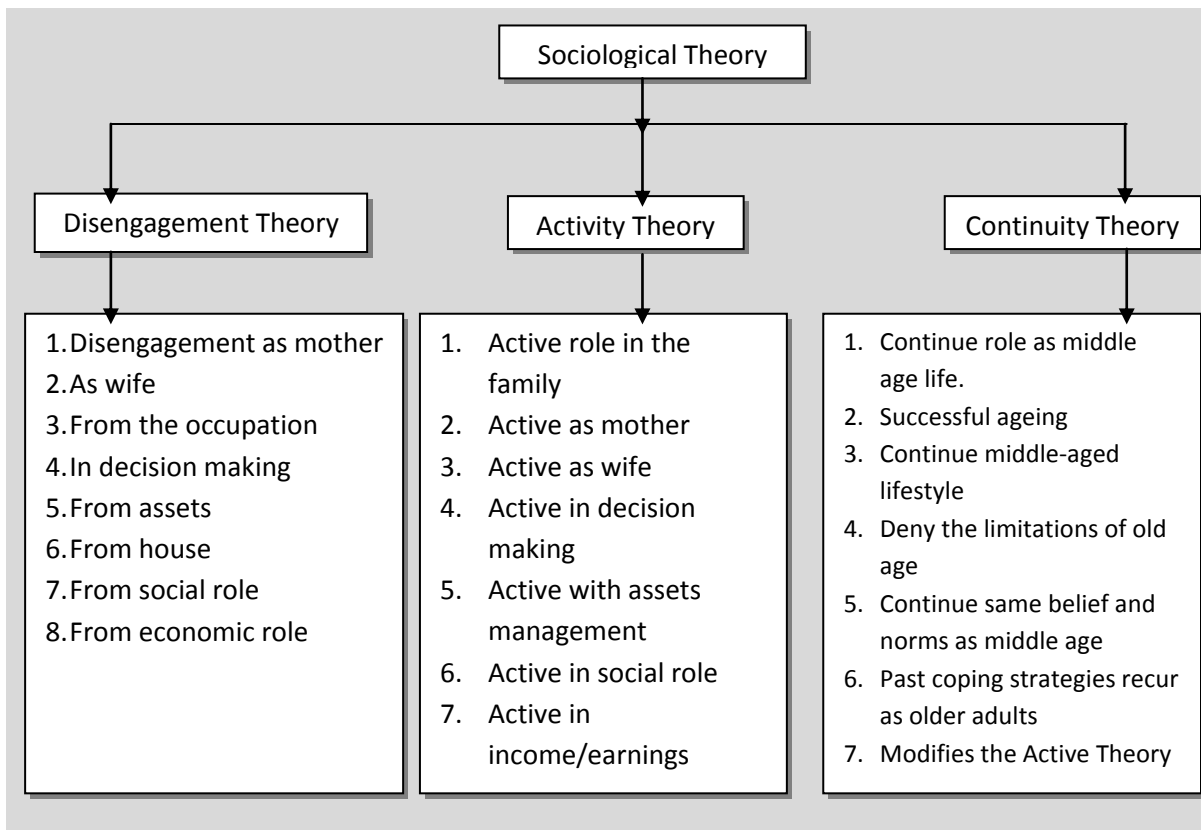 Sociological Theory
Disengagement Theory
Activity Theory
Continuity Theory
1.Disengagement as mother
2.As wife
3.From the occupation
4.In decision making
5.From assets
6.From house
7.From social role
8.From economic role
1. Active role in the
family
2. Active as mother
3. Active as wife
4. Active in decision
making
5. Active with assets
management
6. Active in social role
7. Active in
income/earnings
1. Continue role as middle
age life.
2. Successful ageing
3. Continue middle-aged
lifestyle
4. Deny the limitations of old
age
5. Continue same belief and
norms as middle age
6. Past coping strategies recur
as older adults
7. Modifies the Active Theory